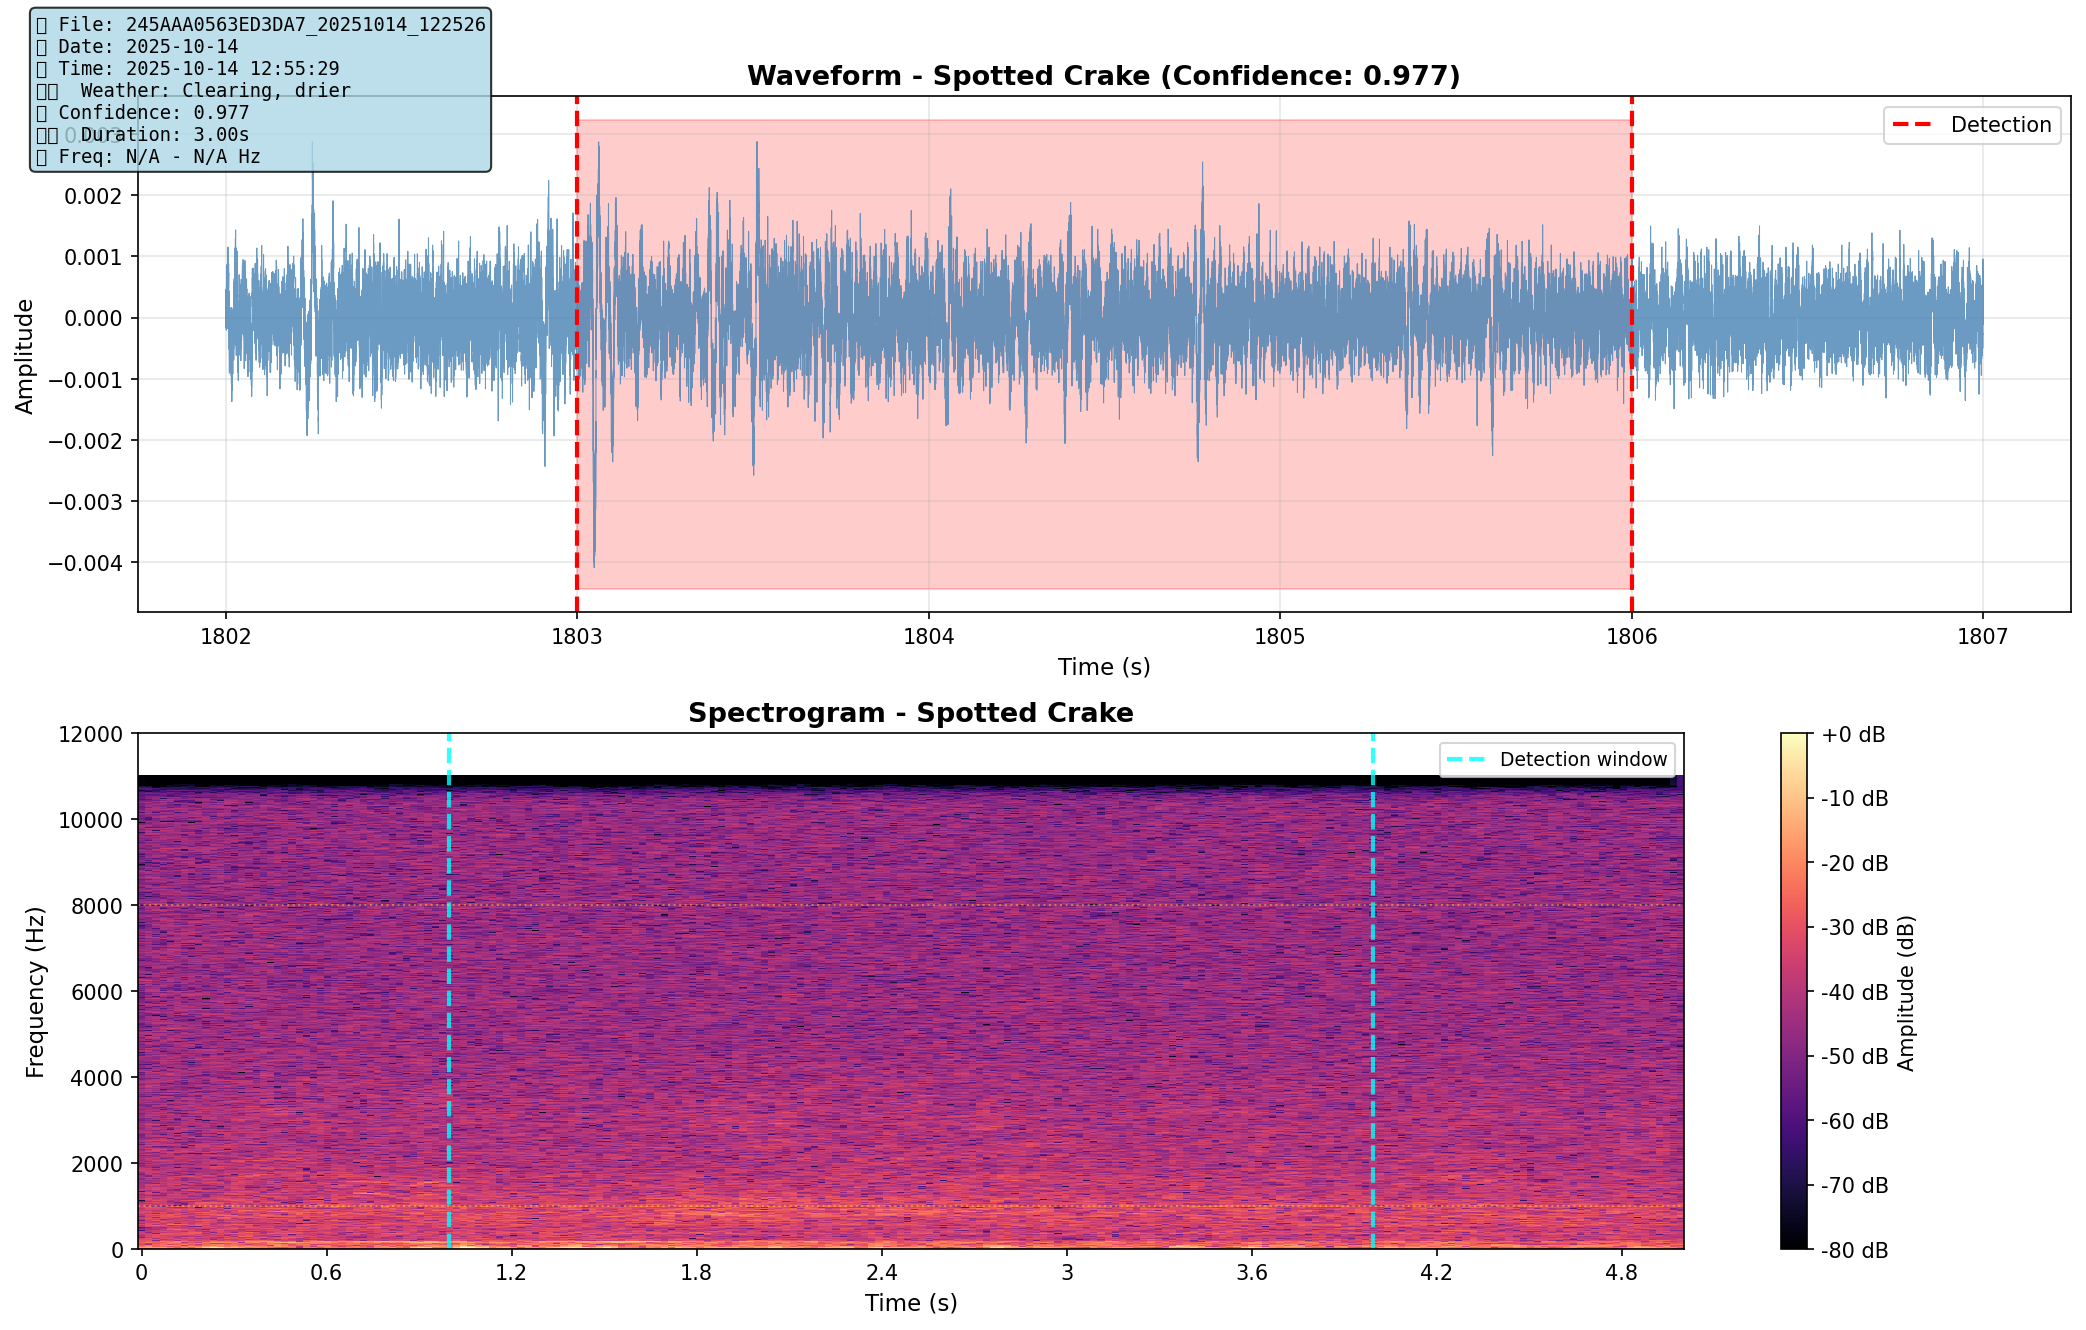 File: 245AAA0563ED3DA7_20251014_122526
Date: 2025-10-14
Time: 2025-10-14 12:55:29
Weather: Clearing, drier
Confidence: 0.977
Duration: 3.00s
Freq: N/A - N/A Hz
Waveform - Spotted Crake (Confidence: 0.977)
Detection
Amplitude
0.003
0.002
0.001
0.000
−0.001
−0.002
−0.003
−0.004
1802 1803 1804 1805 1806 1807
Time (s)
Spectrogram - Spotted Crake
Detection window
Frequency (Hz)
12000
10000
8000
6000
4000
2000
0
0 0.6 1.2 1.8 2.4 3 3.6 4.2 4.8
Time (s)
+0 dB
-10 dB
-20 dB
-30 dB
-40 dB
-50 dB
-60 dB
-70 dB
-80 dB
Amplitude (dB)